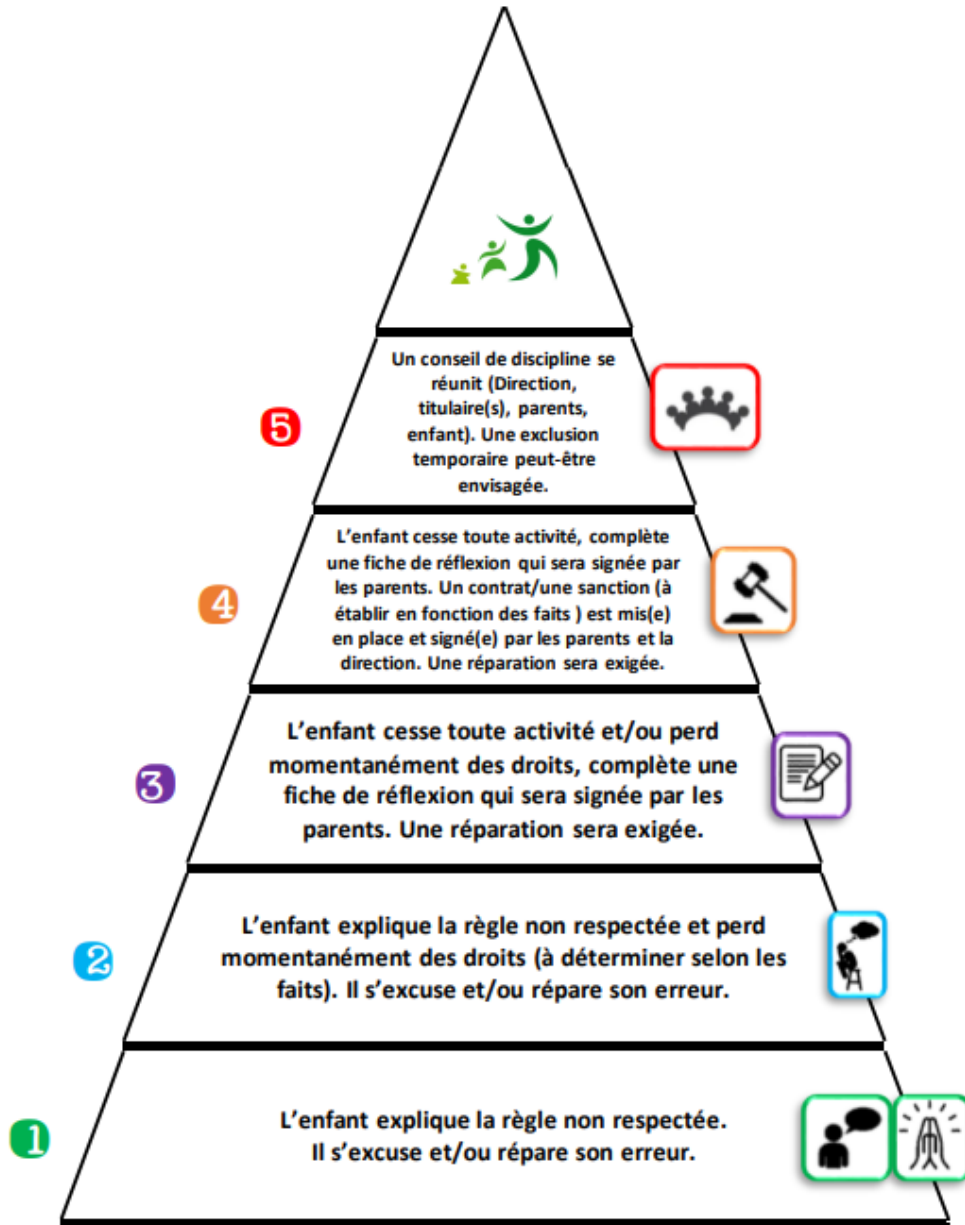 Un conseil de discipline se
réunit (Direction,
titulaire(s), parents,
enfant). Une exclusion
temporaire peut-être
envisagée.
5
L'enfant cesse toute activité, complète
une fiche de réflexion qui sera signée par
les parents. Un contrat/une sanction (à
établir en fonction des faits ) est mis(e)
en place et signé(e) par les parents et la
direction. Une réparation sera exigée.
4
L'enfant cesse toute activité et/ou perd
momentanément des droits, complète une
fiche de réflexion qui sera signée par les
parents. Une réparation sera exigée.
3
L'enfant explique la règle non respectée et perd
momentanément des droits (à déterminer selon les
faits). Il s'excuse et/ou répare son erreur.
2
L'enfant explique la règle non respectée.
Il s'excuse et/ou répare son erreur.
1